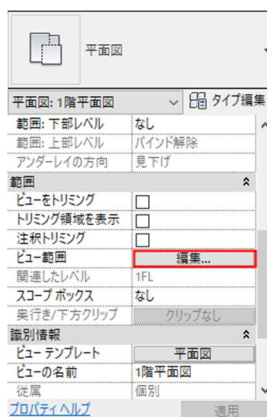 平面図
平面図: 1階平面図 タイプ編集
範囲: 下部レベル なし
範囲: 上部レベル バインド解除
アンダーレイの方向 見下げ
範囲
ビューをトリミング
トリミング領域を表示
注釈トリミング
ビュー範囲 編集...
関連したレベル 1FL
スコープ ボックス なし
奥行き/下方クリップ クリップなし
識別情報
ビュー テンプレート 平面図
ビューの名前 1階平面図
従属 個別
プロパティ ヘルプ 適用